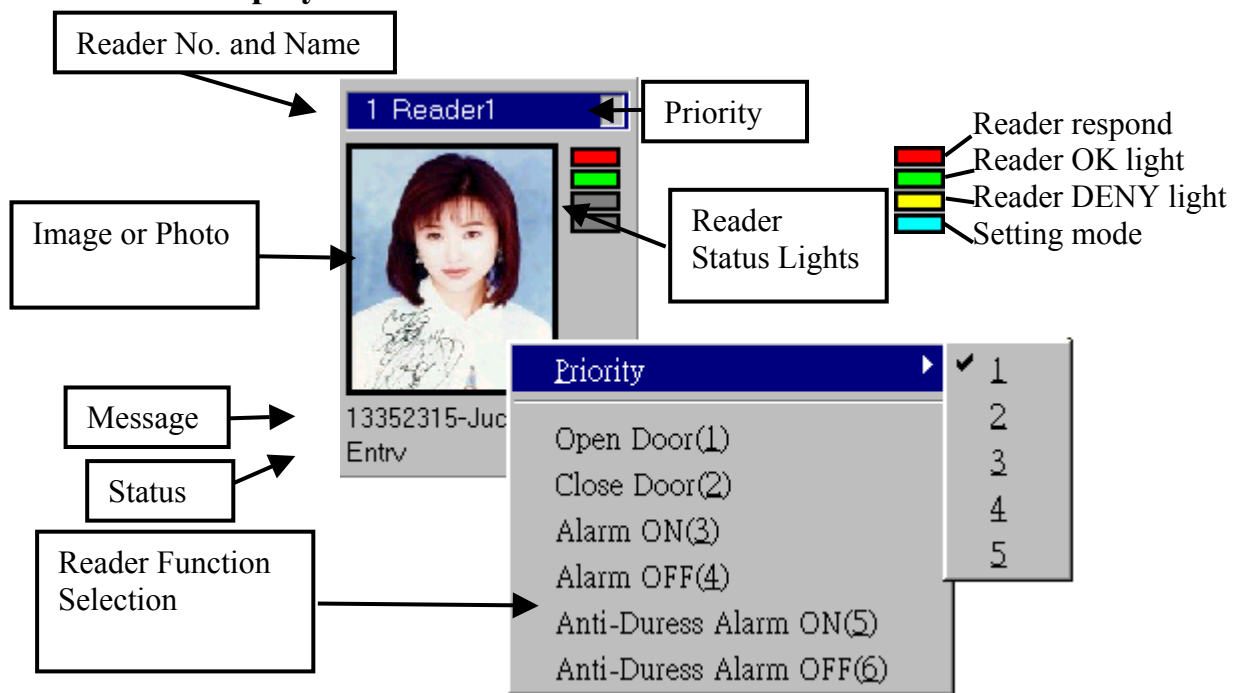 Reader No. and Name
1 Reader1
Priority
Reader respond
Reader OK light
Reader DENY light
Setting mode
Image or Photo
Reader
Status Lights
Message
Status
13352315-Juc
Entry
Reader Function
Selection
Priority
Open Door(1)
Close Door(2)
Alarm ON(3)
Alarm OFF(4)
Anti-Duress Alarm ON(5)
Anti-Duress Alarm OFF(6)
1
2
3
4
5